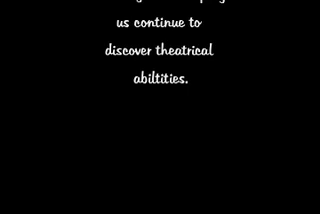 us continue to
discover theatrical
abiltities.